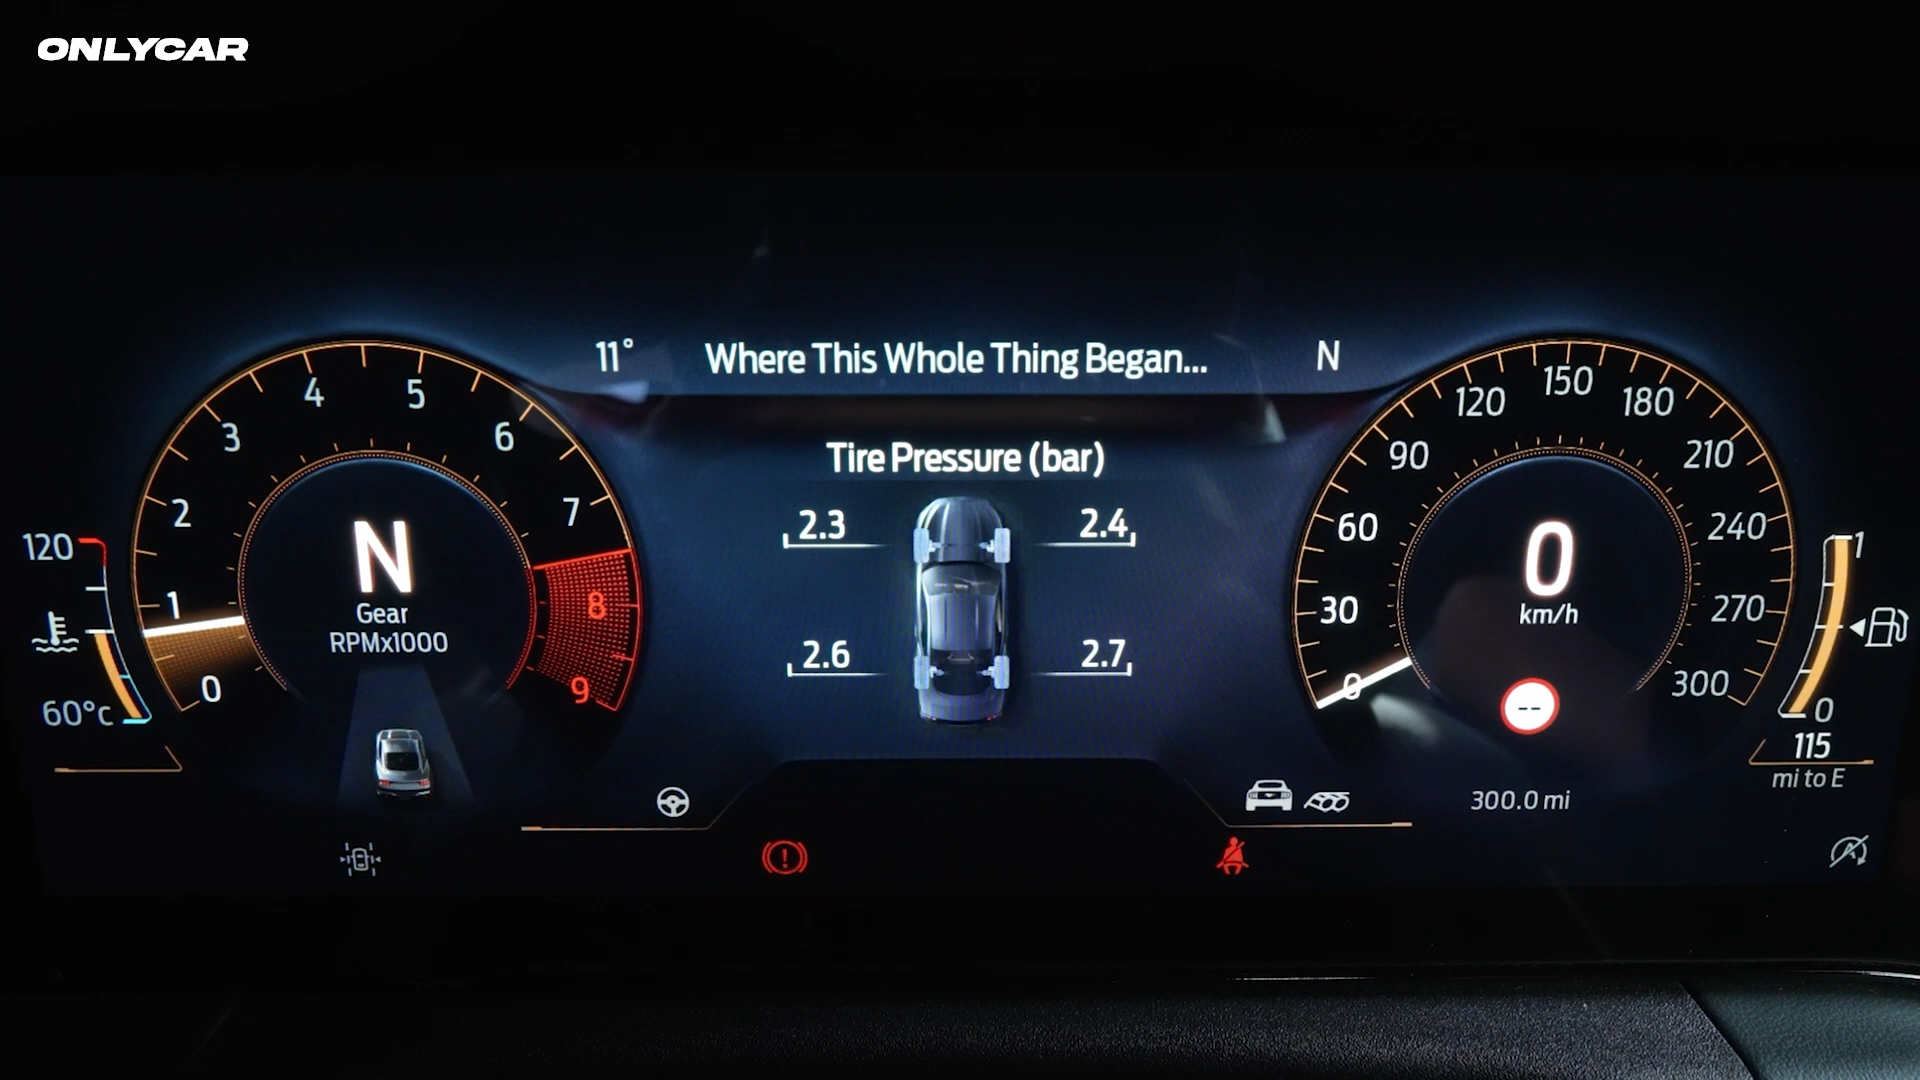 ONLYCAR
11° Where This Whole Thing Began... N
Tire Pressure (bar)
2.3 2.4
2.6 2.7
0 1 2 3 4 5 6 7 8 9
N
Gear
RPMx1000
120
60°c
0 30 60 90 120 150 180 210 240 270 300
0
km/h
--
1
0
115
mi to E
300.0 mi